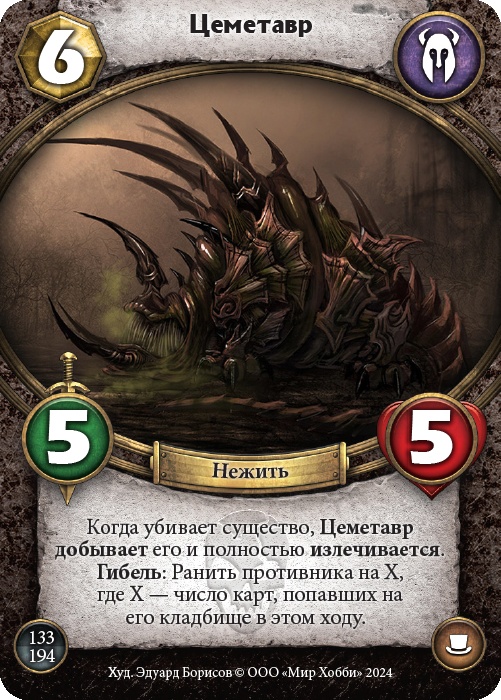 Цеметавр
6
5
5
Нежить
Когда убивает существо, Цеметавр
добывает его и полностью излечивается.
Гибель: Ранить противника на X,
где X — число карт, попавших на
его кладбище в этом ходу.
133
194
Худ. Эдуард Борисов © ООО «Мир Хобби» 2024